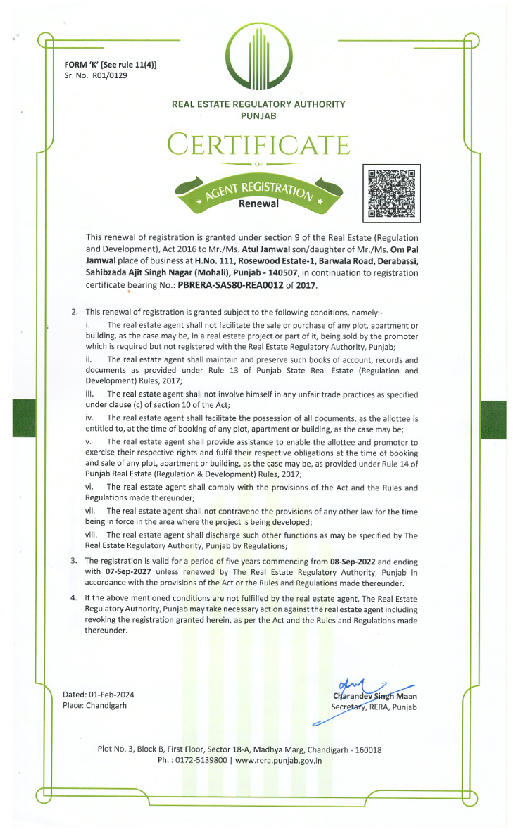 FORM 'K' [See rule 11(4)]
Sr. No. R01/0129
REAL ESTATE REGULATORY AUTHORITY
PUNJAB
CERTIFICATE
OF
AGENT REGISTRATION
Renewal
This renewal of registration is granted under section 9 of the Real Estate (Regulation
and Development), Act 2016 to Mr./Ms. Atul Jamwal son/daughter of Mr./Ms. Om Pal
Jamwal place of business at H.No. 111, Rosewood Estate-1, Barwala Road, Derabassi,
Sahibzada Ajit Singh Nagar (Mohali), Punjab - 140507, in continuation to registration
certificate bearing No.: PBRERA-SAS80-REA0012 of 2017.
2. This renewal of registration is granted subject to the following conditions, namely:-
i. The real estate agent shall not facilitate the sale or purchase of any plot, apartment or
building, as the case may be, in a real estate project or part of it, being sold by the promoter
which is required but not registered with the Real Estate Regulatory Authority, Punjab;
ii. The real estate agent shall maintain and preserve such books of account, records and
documents as provided under Rule 13 of Punjab State Real Estate (Regulation and
Development) Rules, 2017;
iii. The real estate agent shall not involve himself in any unfair trade practices as specified
under clause (c) of section 10 of the Act;
iv. The real estate agent shall facilitate the possession of all documents, as the allottee is
entitled to, at the time of booking of any plot, apartment or building, as the case may be;
v. The real estate agent shall provide assistance to enable the allottee and promoter to
exercise their respective rights and fulfil their respective obligations at the time of booking
and sale of any plot, apartment or building, as the case may be, as provided under Rule 14 of
Punjab Real Estate (Regulation & Development) Rules, 2017;
vi. The real estate agent shall comply with the provisions of the Act and the Rules and
Regulations made thereunder;
vii. The real estate agent shall not contravene the provisions of any other law for the time
being in force in the area where the project is being developed;
viii. The real estate agent shall discharge such other functions as may be specified by The
Real Estate Regulatory Authority, Punjab by Regulations;
3. The registration is valid for a period of five years commencing from 08-Sep-2022 and ending
with 07-Sep-2027 unless renewed by The Real Estate Regulatory Authority, Punjab in
accordance with the provisions of the Act or the Rules and Regulations made thereunder.
4. If the above mentioned conditions are not fulfilled by the real estate agent, The Real Estate
Regulatory Authority, Punjab may take necessary action against the real estate agent including
revoking the registration granted herein, as per the Act and the Rules and Regulations made
thereunder.
Dated: 01-Feb-2024
Place: Chandigarh
Charandev Singh Maan
Secretary, RERA, Punjab
Plot No. 3, Block B, First Floor, Sector 18-A, Madhya Marg, Chandigarh - 160018
Ph. : 0172-5139800 | www.rera.punjab.gov.in